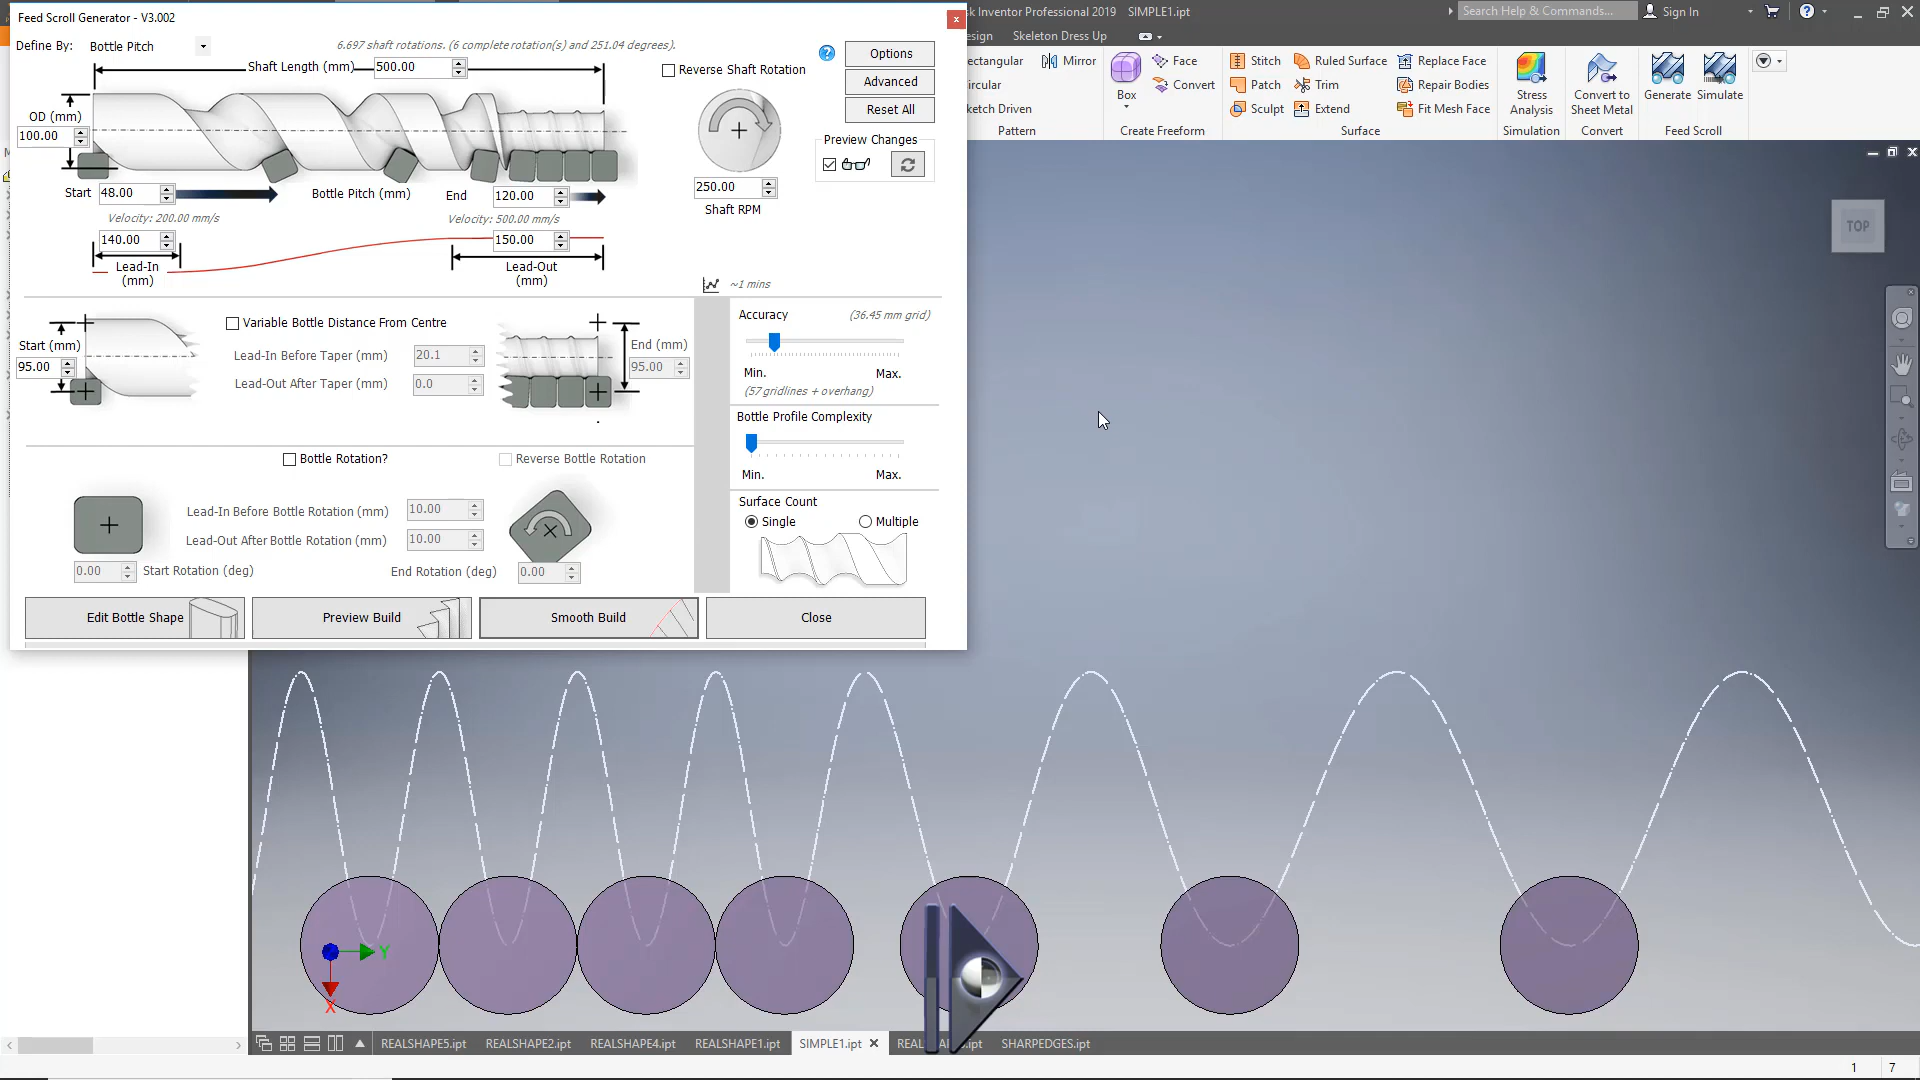 Feed Scroll Generator - V3.002
sk Inventor Professional 2019 SIMPLE1.ipt
Search Help & Commands...
Sign In
Define By: Bottle Pitch
6.697 shaft rotations. (6 complete rotation(s) and 251.04 degrees).
Options
esign Skeleton Dress Up
Shaft Length (mm) 500.00
Reverse Shaft Rotation
Advanced
Reset All
ectangular Mirror
Face
Stitch Ruled Surface Replace Face
ircular
Convert
Patch Trim Repair Bodies
ketch Driven
Box
Sculpt Extend Fit Mesh Face
Stress
Analysis
Convert to
Sheet Metal
Generate Simulate
Pattern Create Freeform Surface Simulation Convert Feed Scroll
OD (mm)
100.00
Preview Changes
Start 48.00 Bottle Pitch (mm) End 120.00
250.00
Shaft RPM
Velocity: 200.00 mm/s Velocity: 500.00 mm/s
140.00 150.00
Lead-In
(mm)
Lead-Out
(mm)
TOP
~1 mins
Start (mm)
95.00
Variable Bottle Distance From Centre
Lead-In Before Taper (mm) 20.1
Lead-Out After Taper (mm) 0.0
End (mm)
95.00
Accuracy (36.45 mm grid)
Min. Max.
(57 gridlines + overhang)
Bottle Profile Complexity
Min. Max.
Bottle Rotation? Reverse Bottle Rotation
Lead-In Before Bottle Rotation (mm) 10.00
Lead-Out After Bottle Rotation (mm) 10.00
0.00 Start Rotation (deg) End Rotation (deg) 0.00
Surface Count
Single Multiple
Edit Bottle Shape Preview Build Smooth Build Close
Y
X
REALSHAPE5.ipt REALSHAPE2.ipt REALSHAPE4.ipt REALSHAPE1.ipt SIMPLE1.ipt SHARPEDGES.ipt
1 7